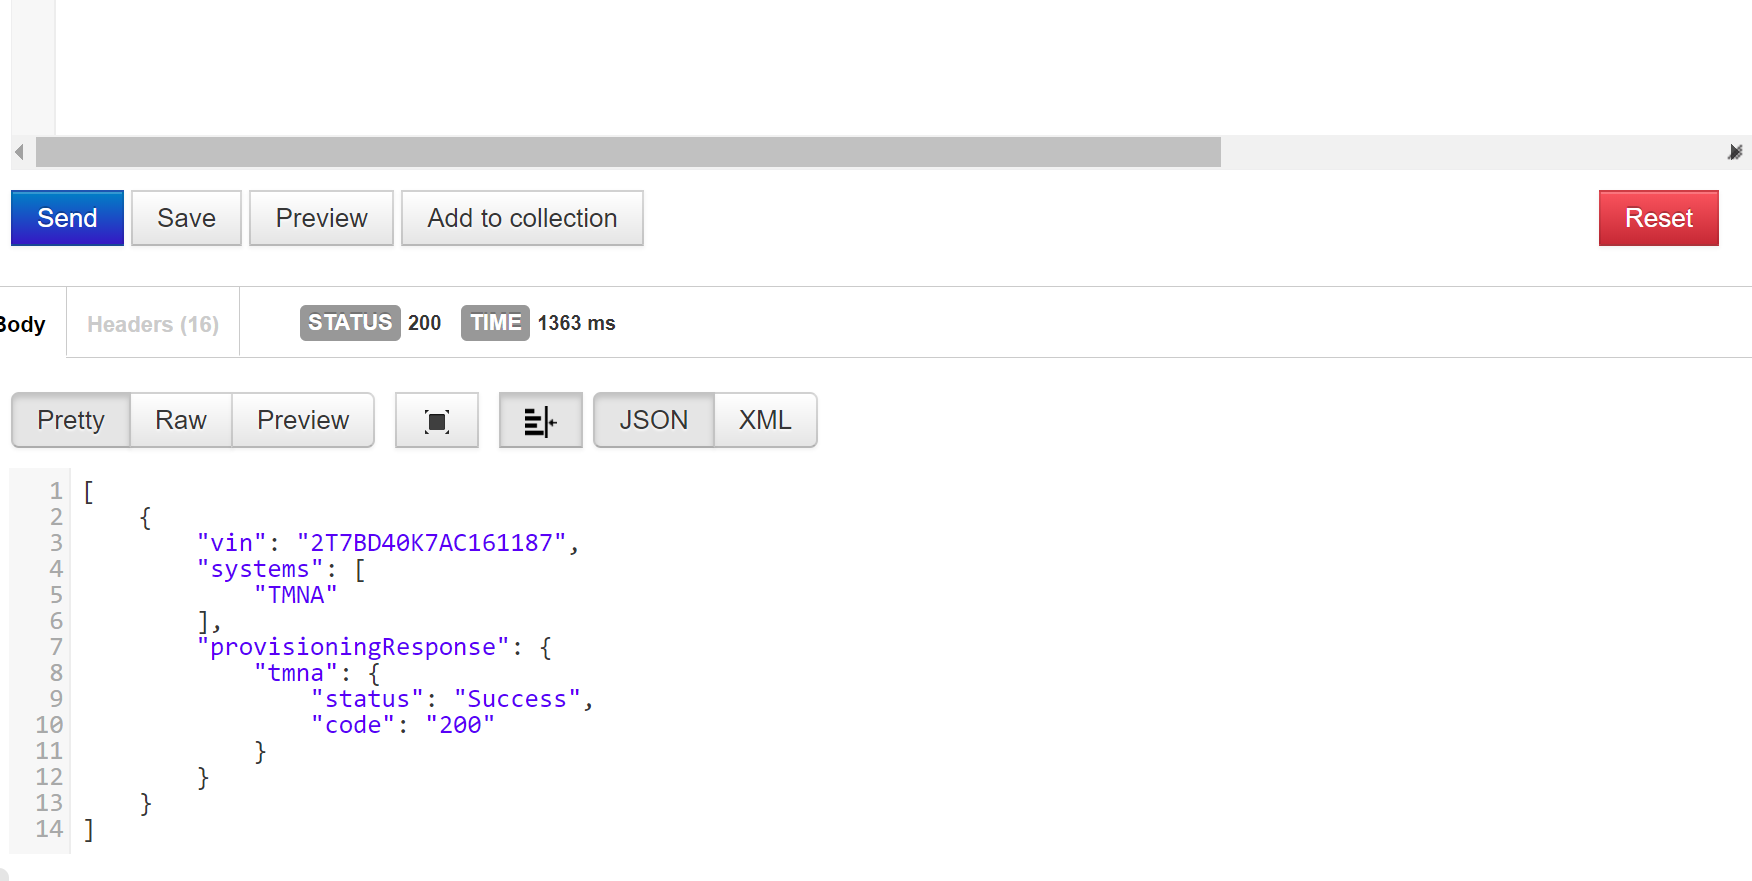 Send Save Preview Add to collection Reset
Body Headers (16) STATUS 200 TIME 1363 ms
Pretty Raw Preview JSON XML
1 [
2 {
3 "vin": "2T7BD40K7AC161187",
4 "systems": [
5 "TMNA"
6 ],
7 "provisioningResponse": {
8 "tmna": {
9 "status": "Success",
10 "code": "200"
11 }
12 }
13 }
14 ]